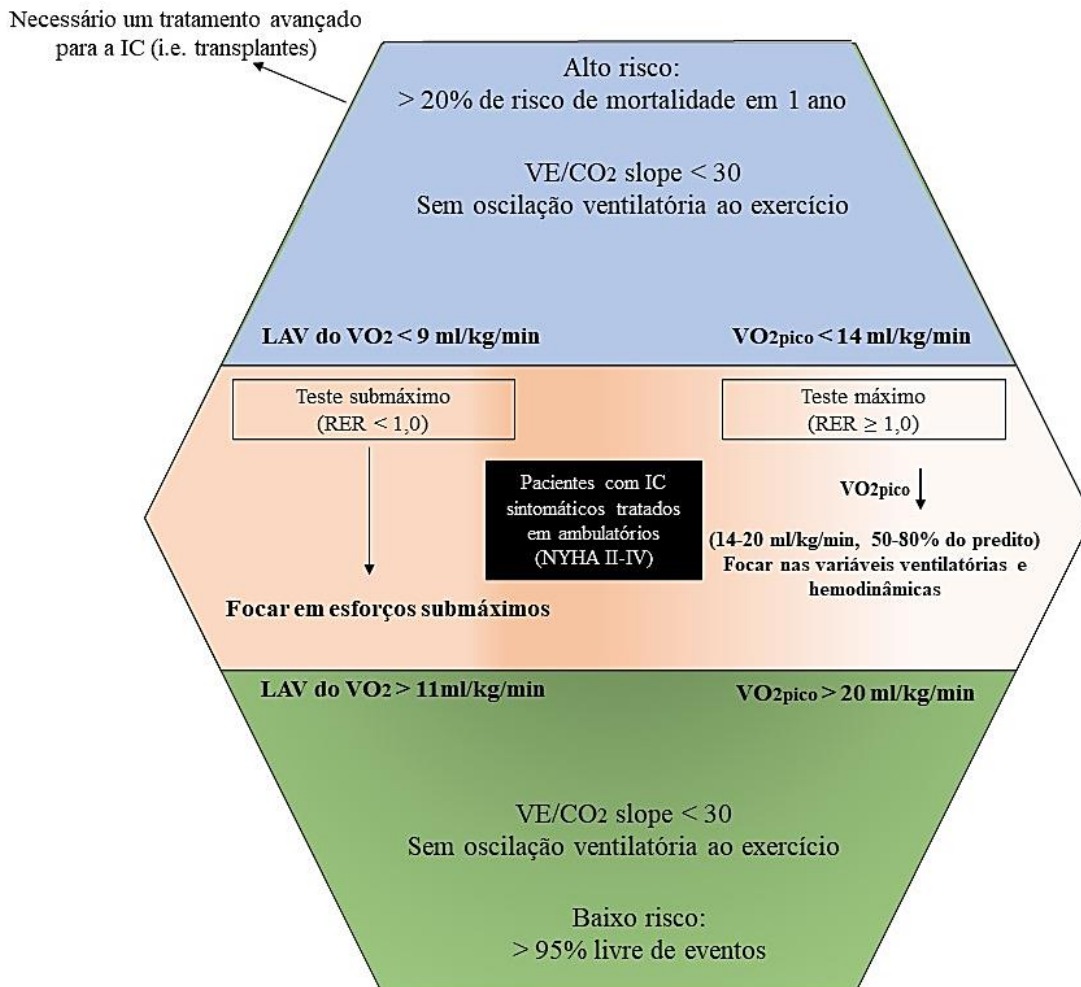 Necessário um tratamento avançado
para a IC (i.e. transplantes)
Alto risco:
> 20% de risco de mortalidade em 1 ano
VE/CO2 slope < 30
Sem oscilação ventilatória ao exercício
LAV do VO2 < 9 ml/kg/min
VO2pico < 14 ml/kg/min
Teste submáximo
(RER < 1,0)
Teste máximo
(RER ≥ 1,0)
Pacientes com IC
sintomáticos tratados
em ambulatórios
(NYHA II-IV)
VO2pico
(14-20 ml/kg/min, 50-80% do predito)
Focar nas variáveis ventilatórias e
hemodinâmicas
Focar em esforços submáximos
LAV do VO2 > 11ml/kg/min
VO2pico > 20 ml/kg/min
VE/CO2 slope < 30
Sem oscilação ventilatória ao exercício
Baixo risco:
> 95% livre de eventos